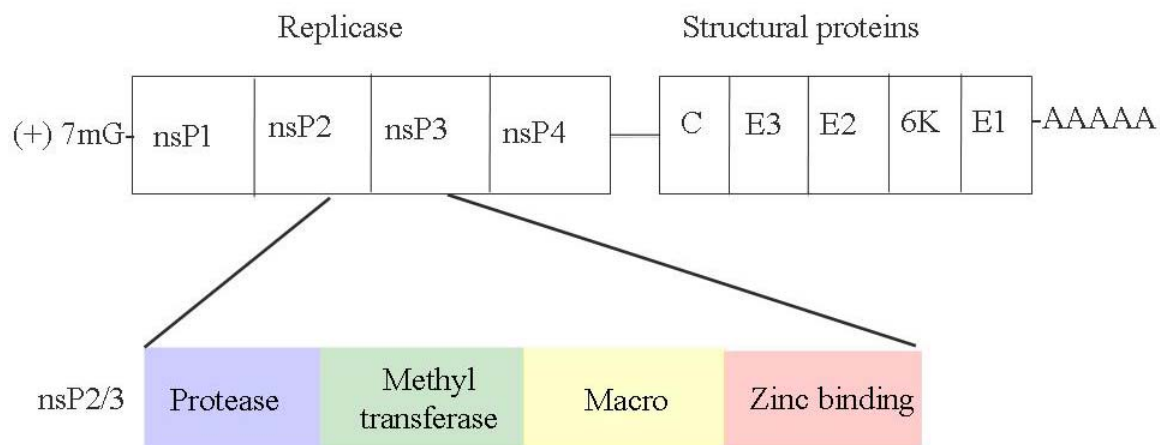 Replicase Structural proteins
(+) 7mG- nsP1 nsP2 nsP3 nsP4 C E3 E2 6K E1 -AAAAA
nsP2/3 Protease Methyl transferase Macro Zinc binding